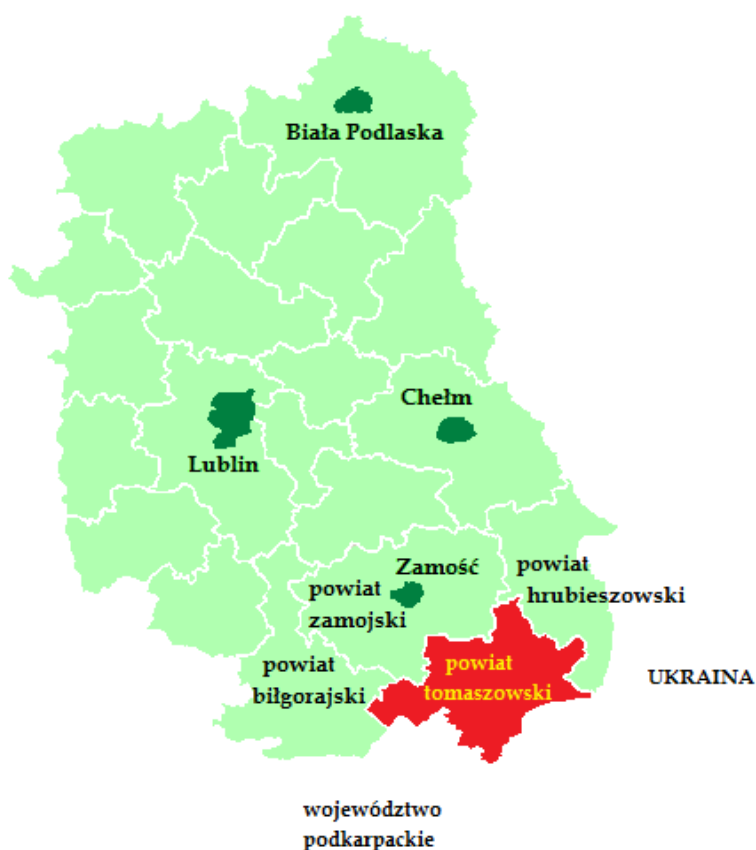 Biała Podlaska
Chełm
Lublin
Zamość
powiat
hrubieszowski
powiat
zamojski
powiat
biłgorajski
powiat
tomaszowski
UKRAINA
województwo
podkarpackie